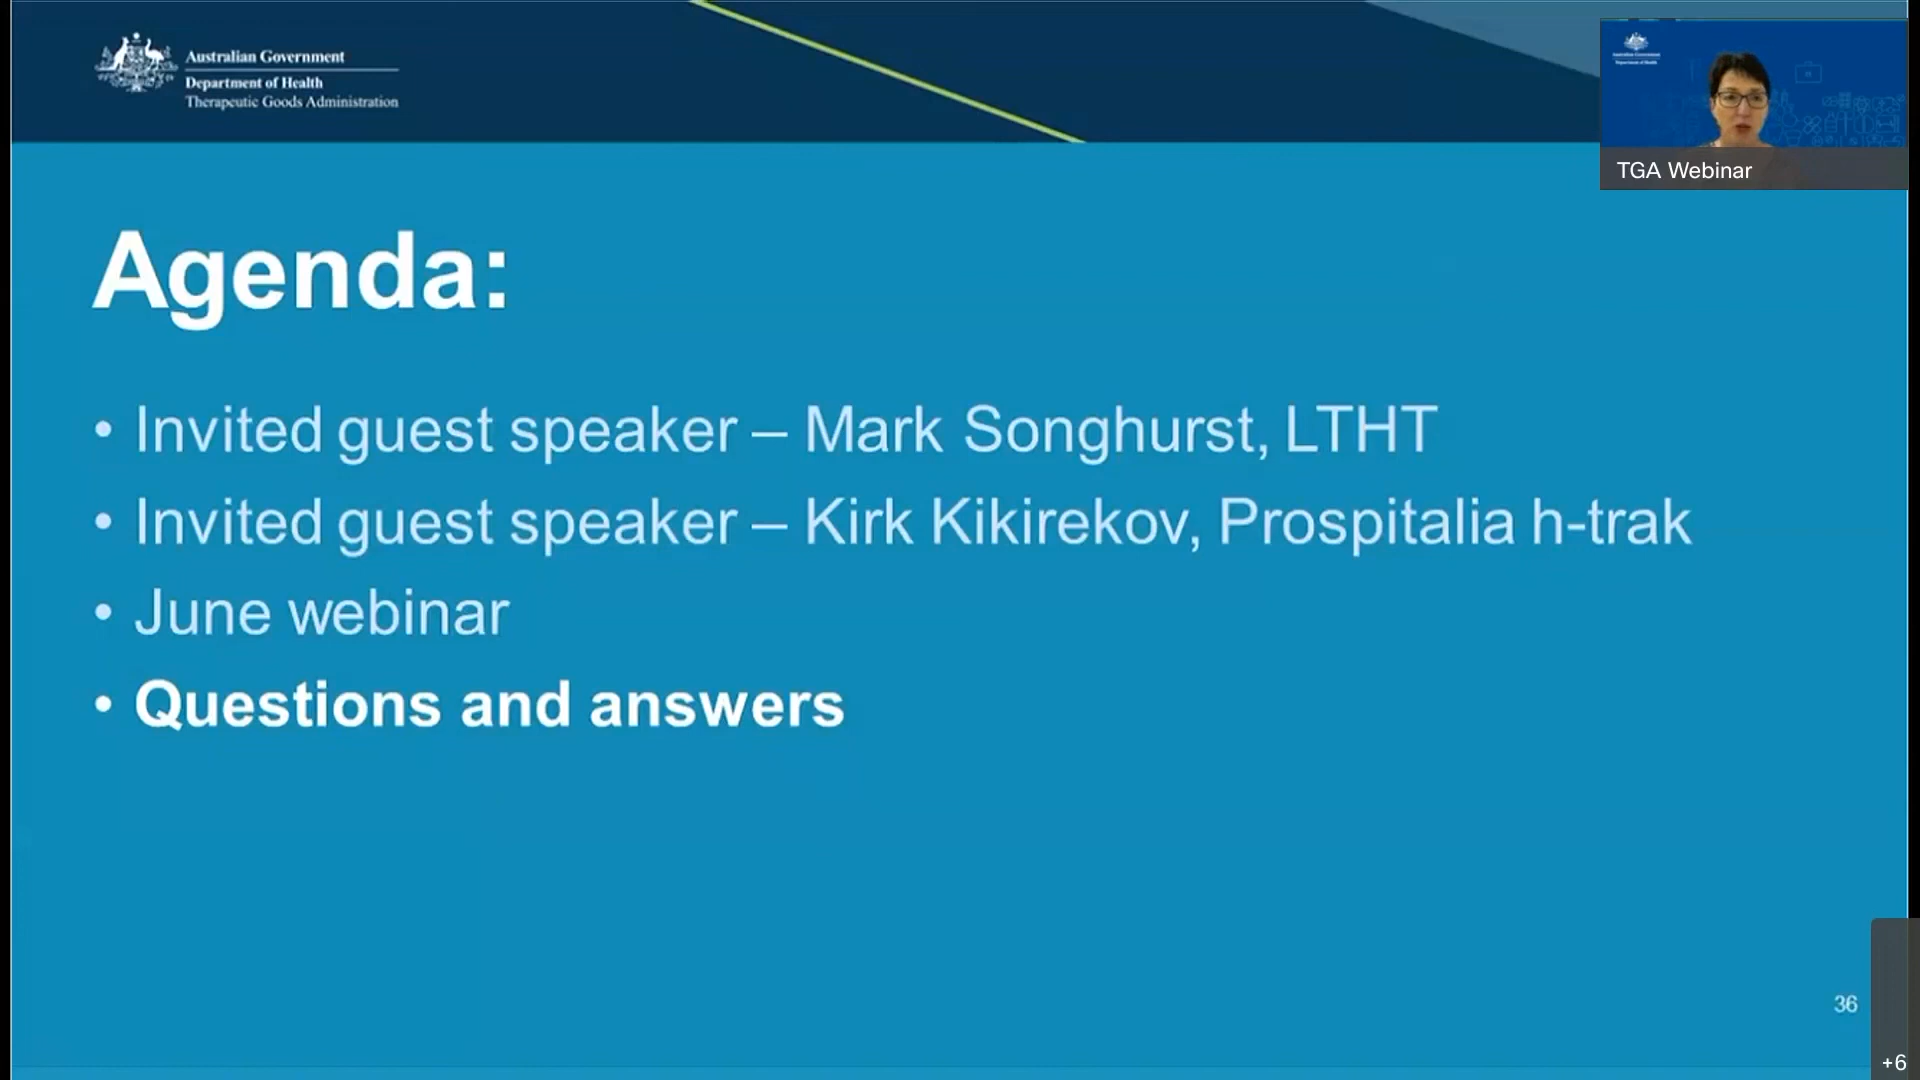 Australian Government
Department of Health
Therapeutic Goods Administration
TGA Webinar
Agenda:
• Invited guest speaker – Mark Songhurst, LTHT
• Invited guest speaker – Kirk Kikirekov, Prospitalia h-trak
• June webinar
• Questions and answers
36
+6